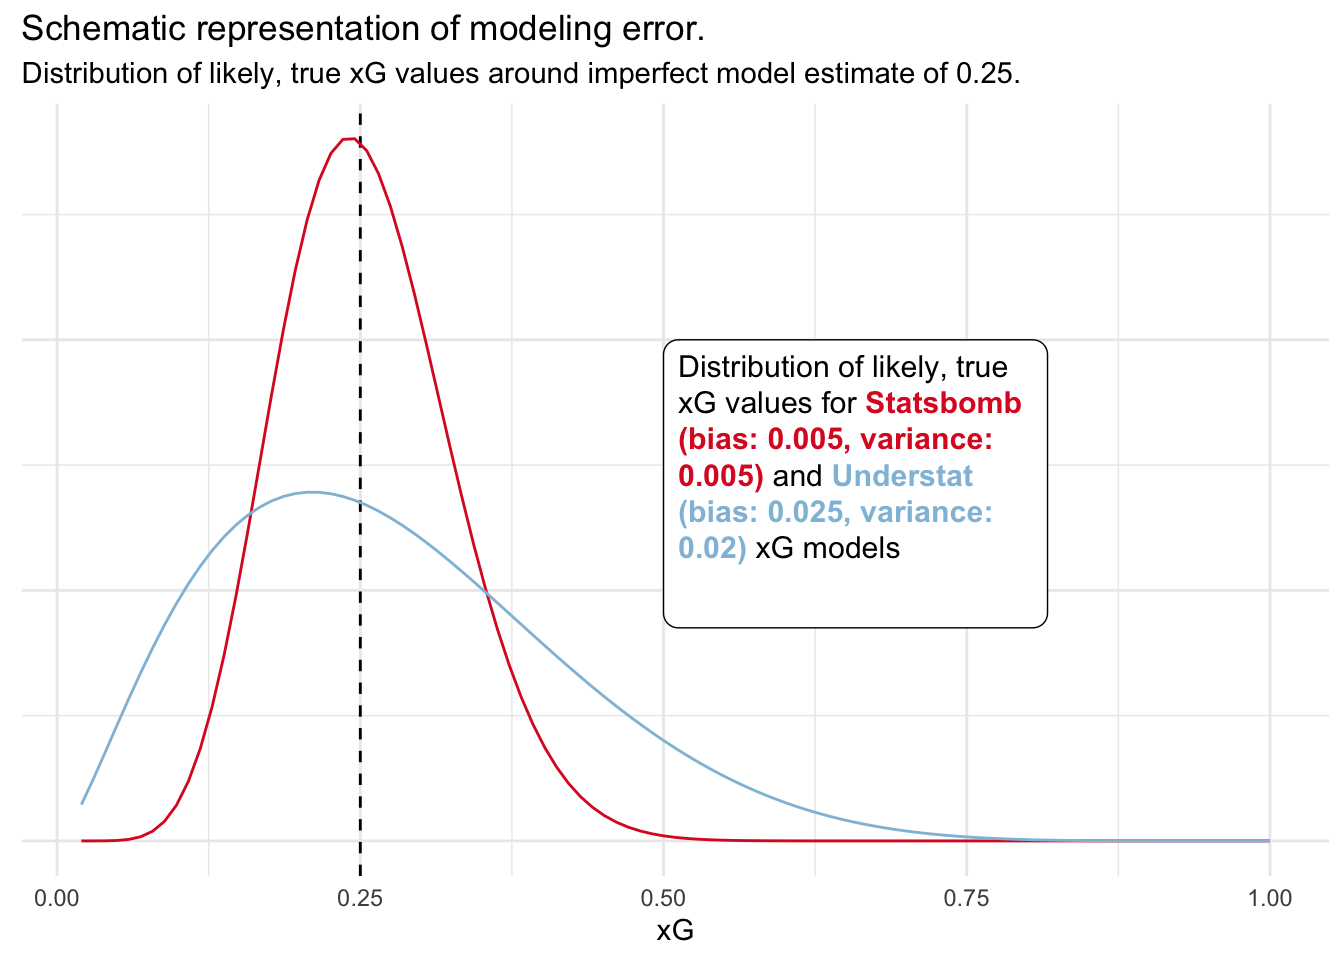 Schematic representation of modeling error.
Distribution of likely, true xG values around imperfect model estimate of 0.25.
Distribution of likely, true
xG values for Statsbomb
(bias: 0.005, variance:
0.005) and Understat
(bias: 0.025, variance:
0.02) xG models
0.00 0.25 0.50 0.75 1.00
xG